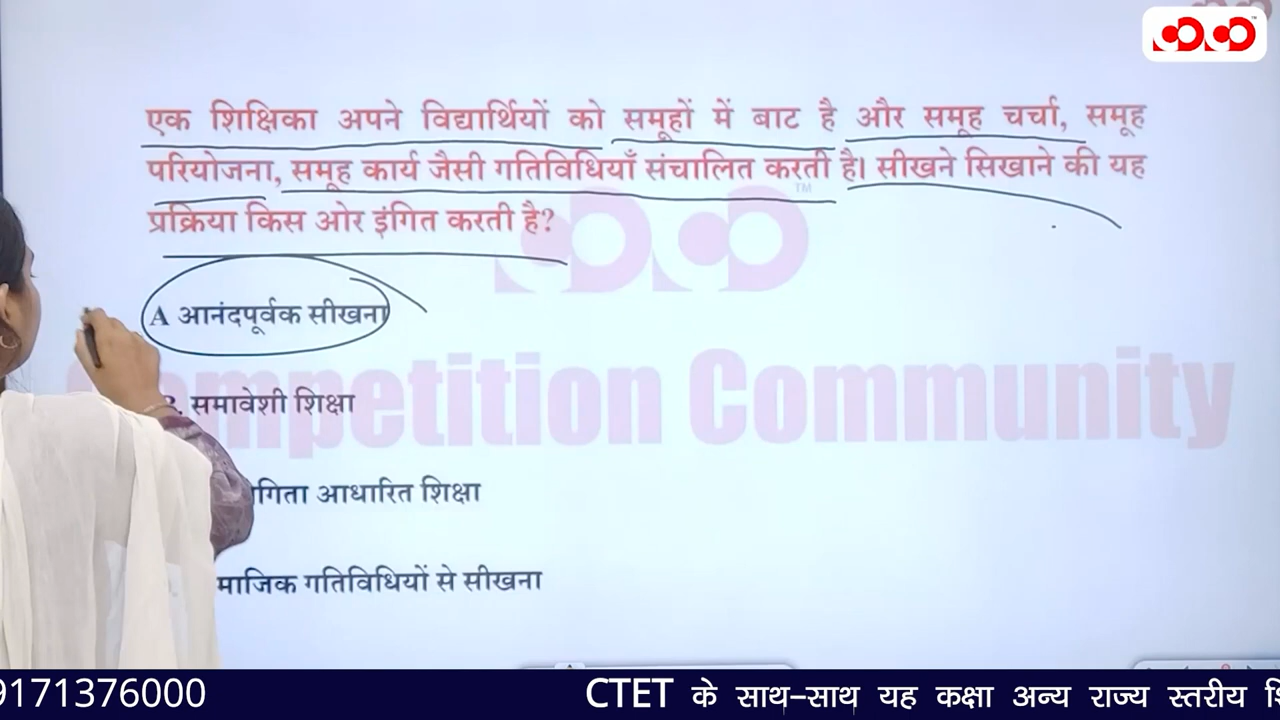 एक शिक्षिका अपने विद्यार्थियों को समूहों में बाट है और समूह चर्चा, समूह
परियोजना, समूह कार्य जैसी गतिविधियाँ संचालित करती है। सीखने सिखाने की यह
प्रक्रिया किस ओर इंगित करती है?
A आनंदपूर्वक सीखना
समावेशी शिक्षा
गिता आधारित शिक्षा
माजिक गतिविधियों से सीखना
Competition Community
9171376000 CTET के साथ-साथ यह कक्षा अन्य राज्य स्तरीय शि